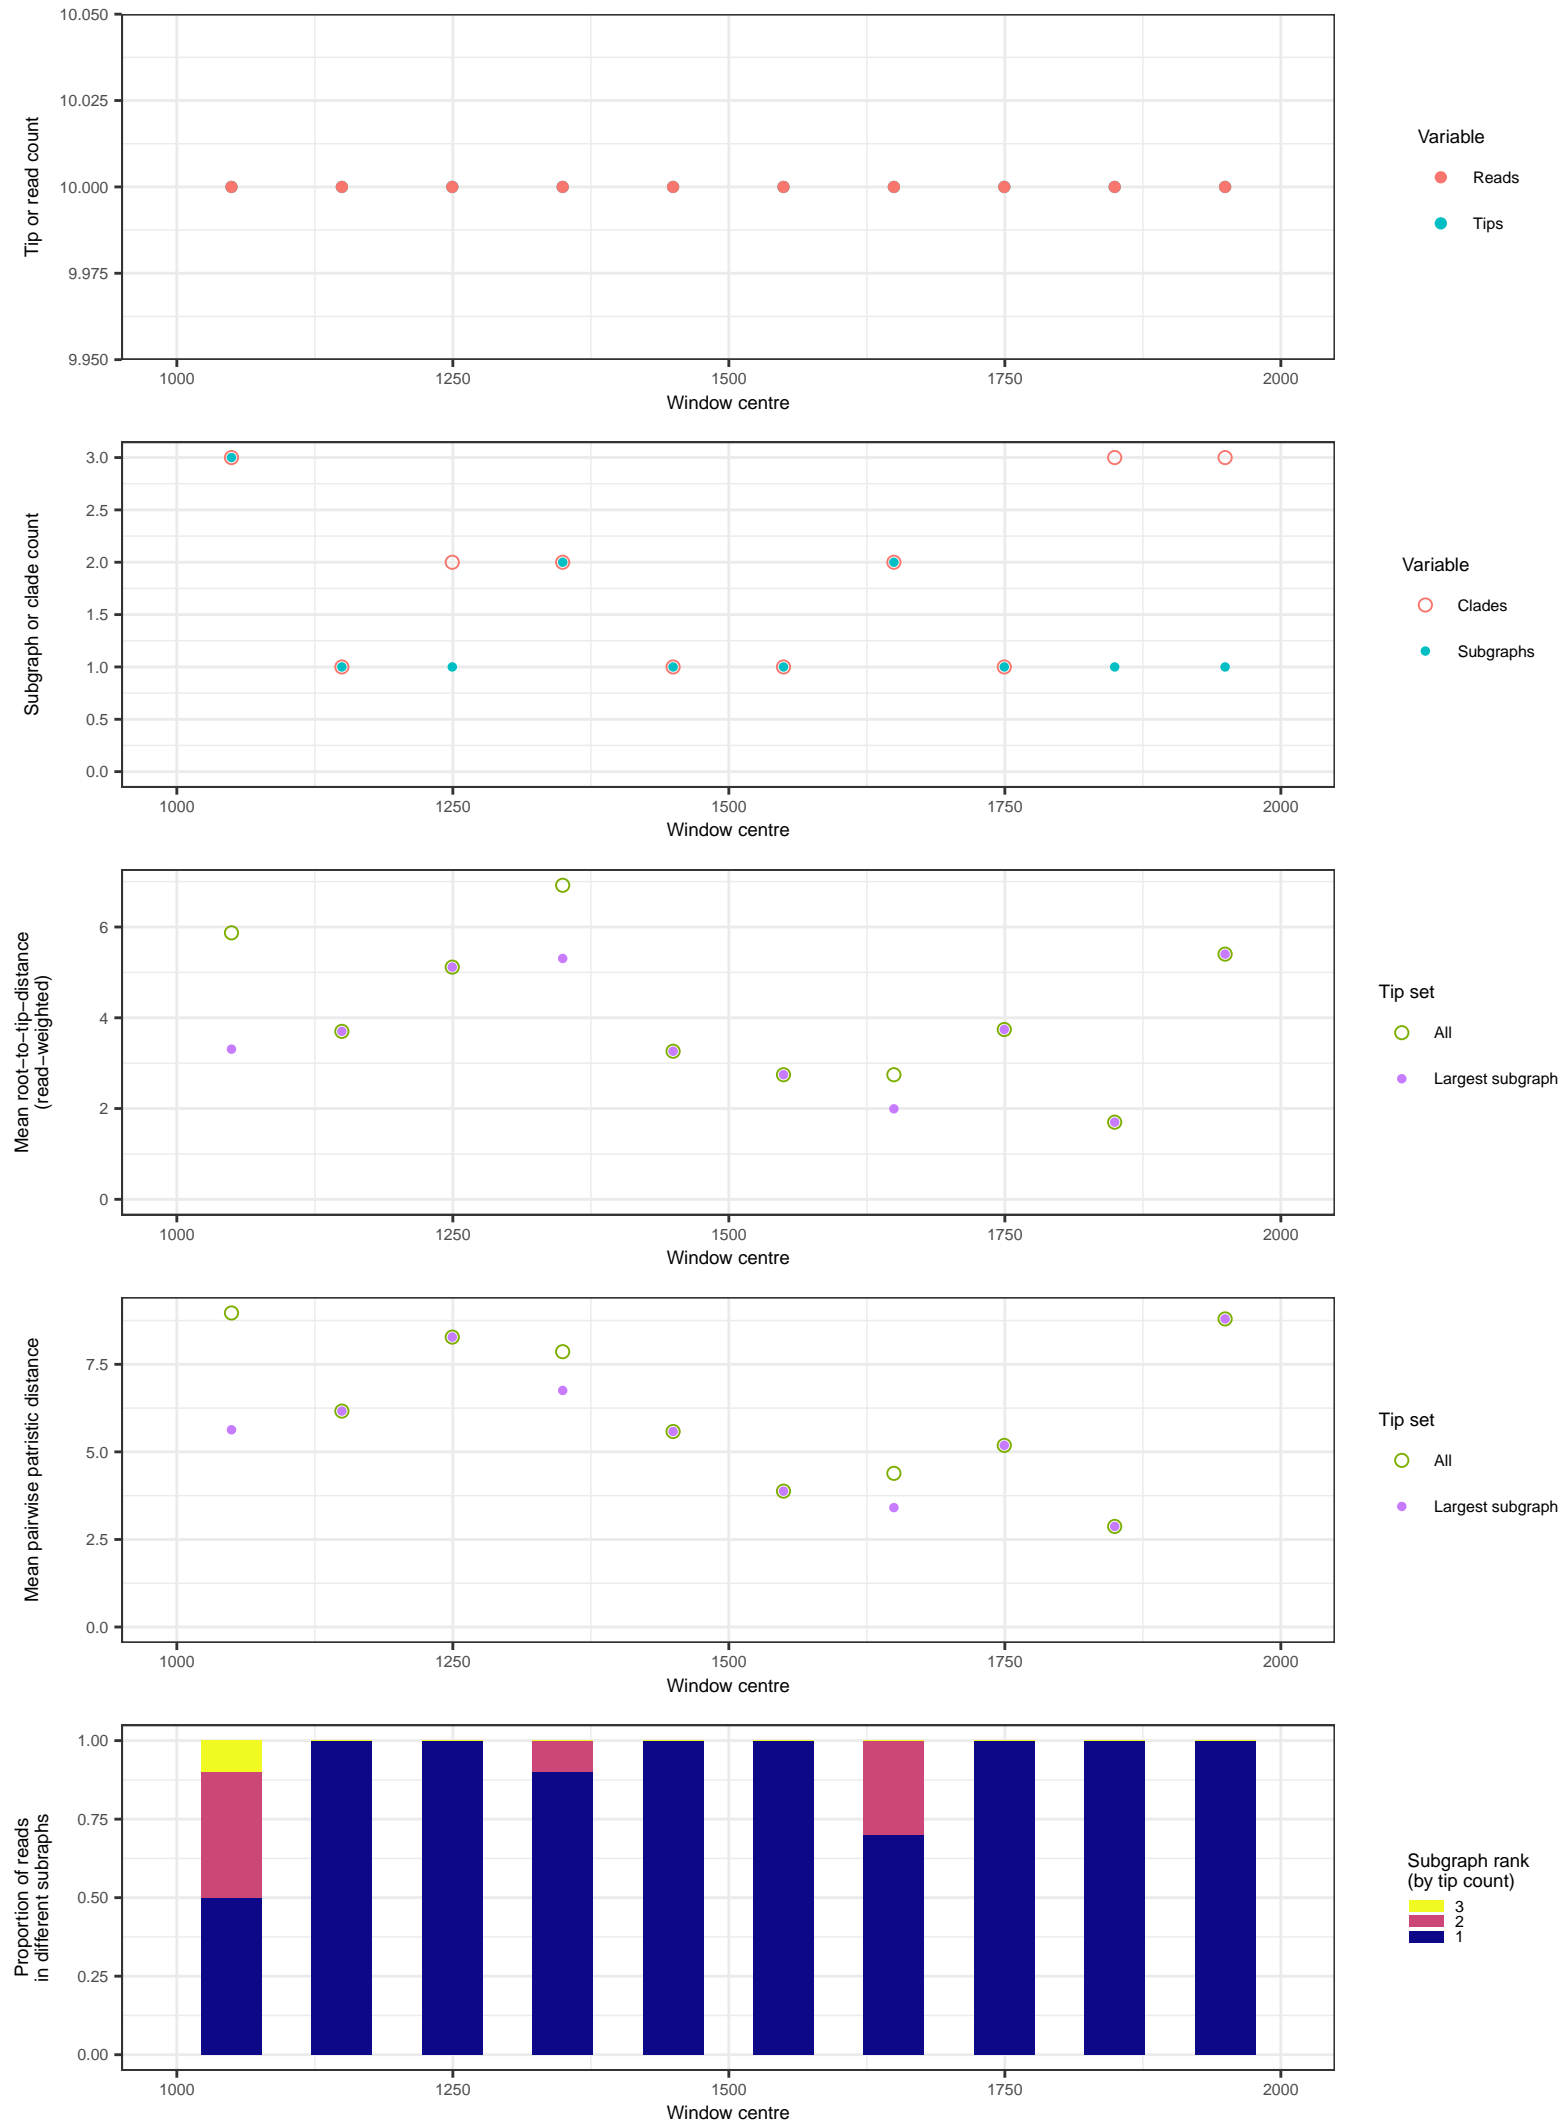 10.050
10.025
10.000
9.975
9.950
Tip or read count
1000
1250
1500
1750
2000
Window centre
Variable
Reads
Tips
3.0
2.5
2.0
1.5
1.0
0.5
0.0
Subgraph or clade count
1000
1250
1500
1750
2000
Window centre
Variable
Clades
Subgraphs
6
4
2
0
Mean root−to−tip−distance
(read−weighted)
1000
1250
1500
1750
2000
Window centre
Tip set
All
Largest subgraph
7.5
5.0
2.5
0.0
Mean pairwise patristic distance
1000
1250
1500
1750
2000
Window centre
Tip set
All
Largest subgraph
1.00
0.75
0.50
0.25
0.00
Proportion of reads
in different subraphs
1000
1250
1500
1750
2000
Window centre
Subgraph rank
(by tip count)
3
2
1